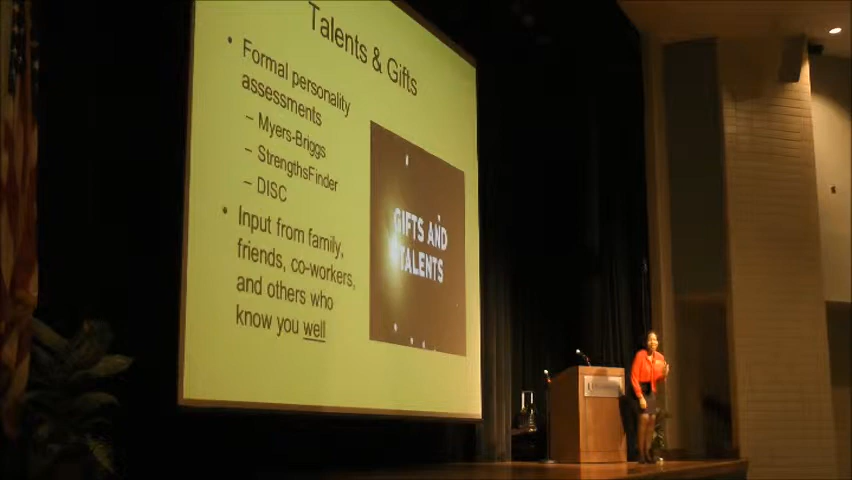 Talents & Gifts
• Formal personality
assessments
– Myers-Briggs
– StrengthsFinder
– DISC
• Input from family,
friends, co-workers,
and others who
know you well
GIFTS AND
TALENTS